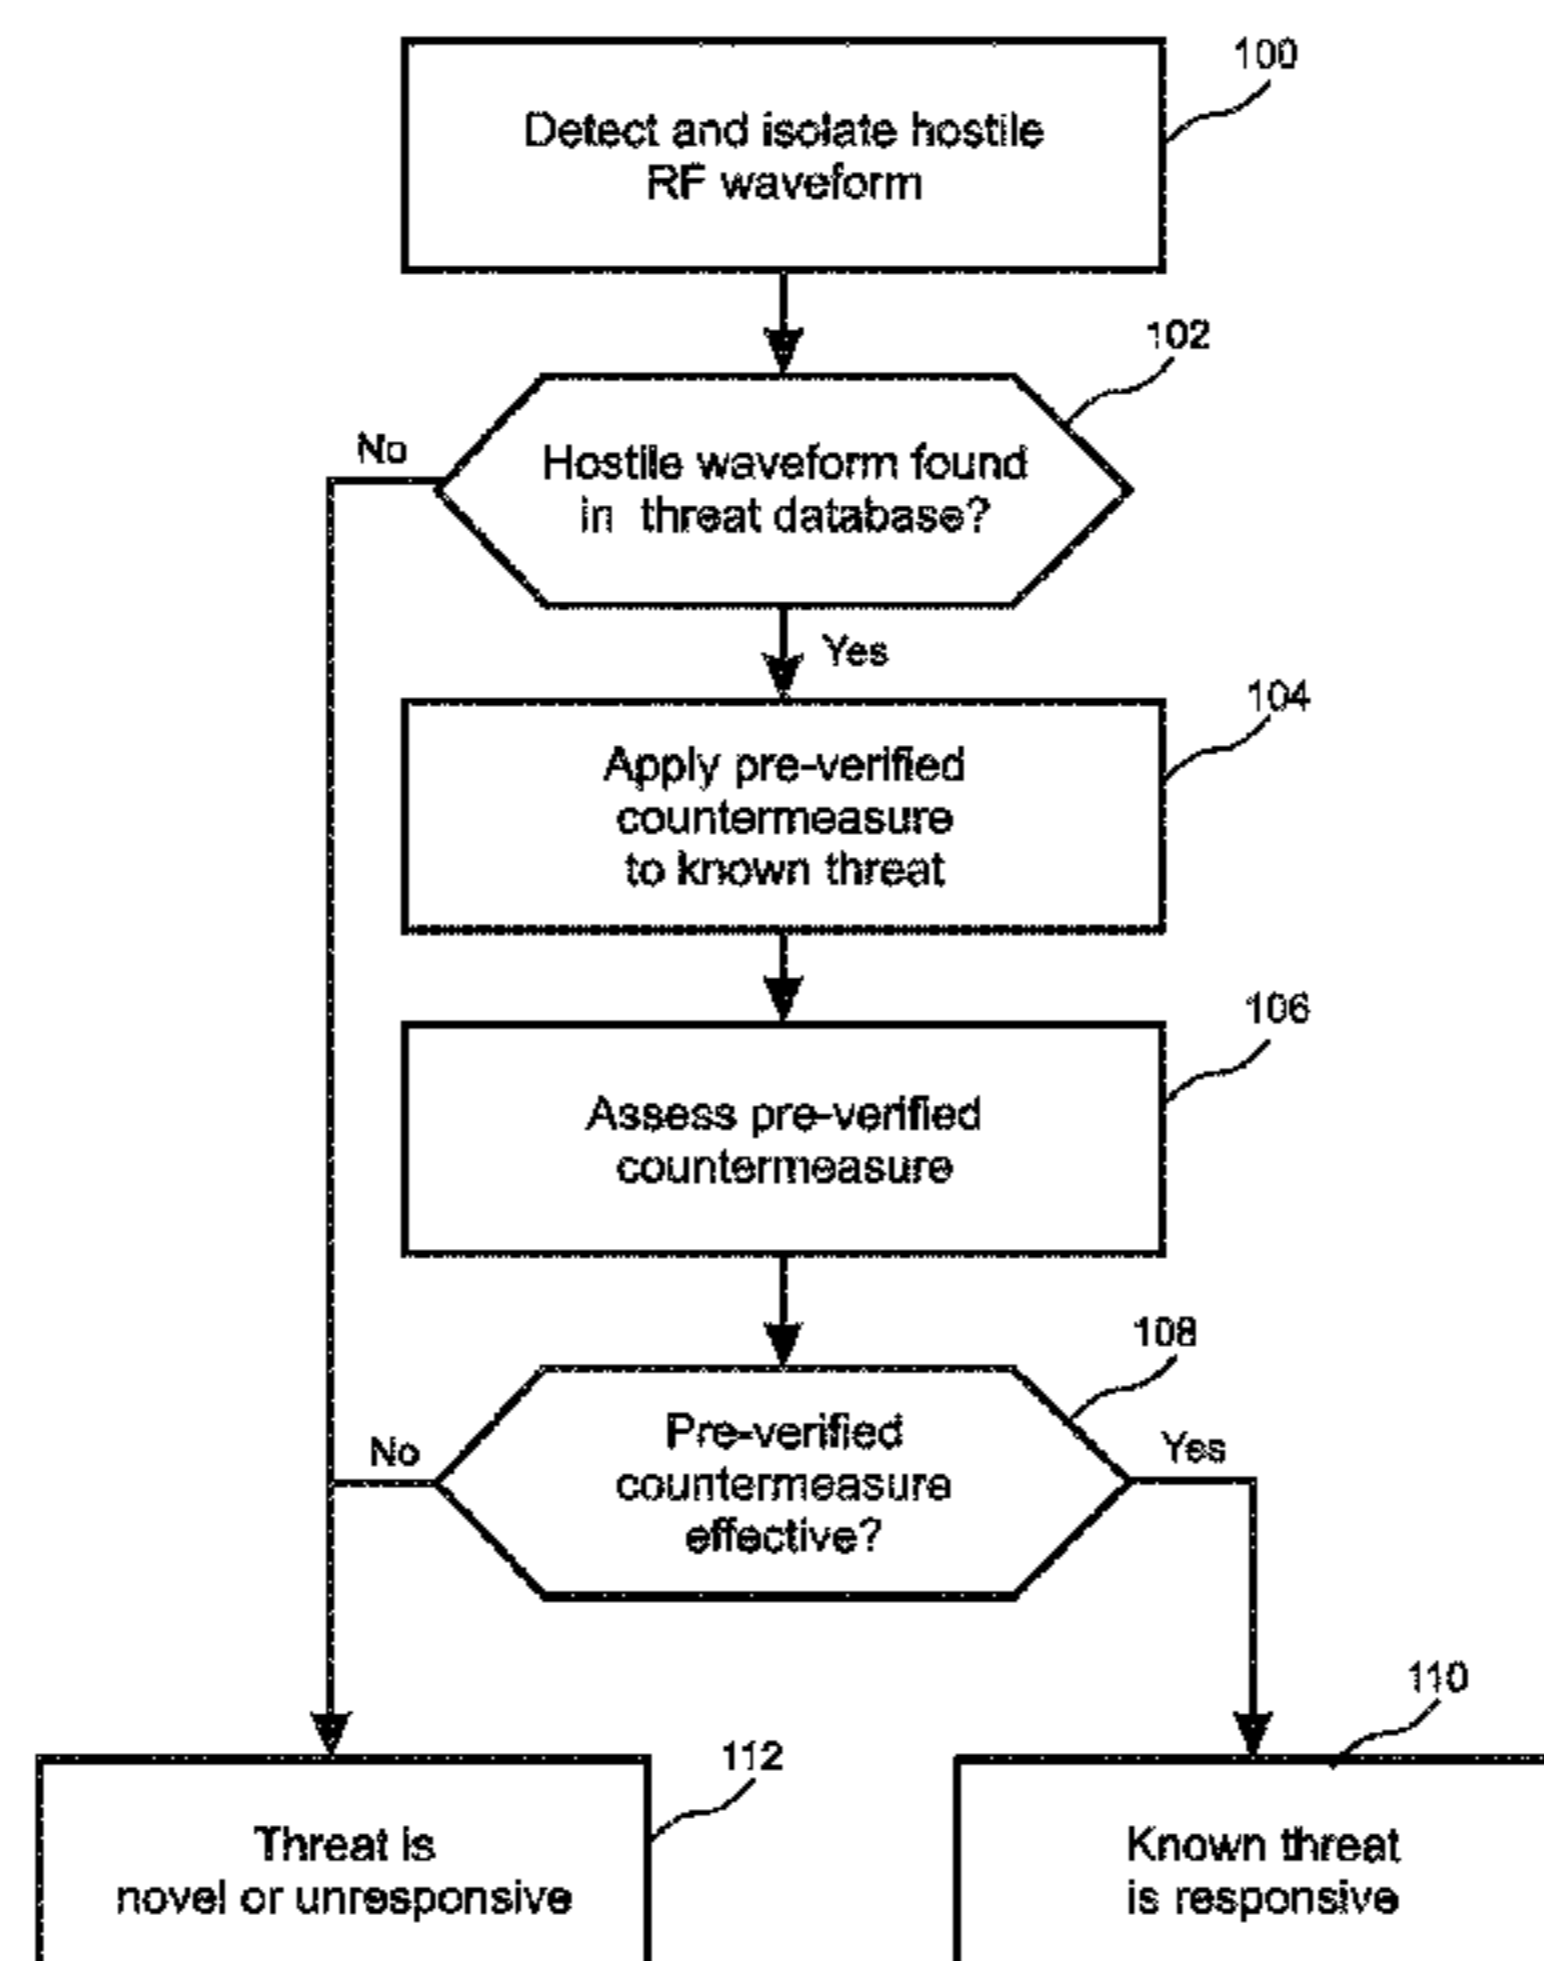 100
Detect and isolate hostile
RF waveform
102
No
Hostile waveform found
in threat database?
Yes
104
Apply pre-verified
countermeasure
to known threat
106
Assess pre-verified
countermeasure
108
No
Pre-verified
countermeasure
effective?
Yes
110
112
Threat is
novel or unresponsive
Known threat
is responsive